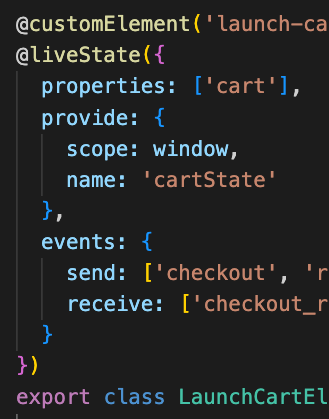 @customElement('launch-ca
@liveState({
properties: ['cart'],
provide: {
scope: window,
name: 'cartState'
},
events: {
send: ['checkout', 'r
receive: ['checkout_r
}
})
export class LaunchCartEl